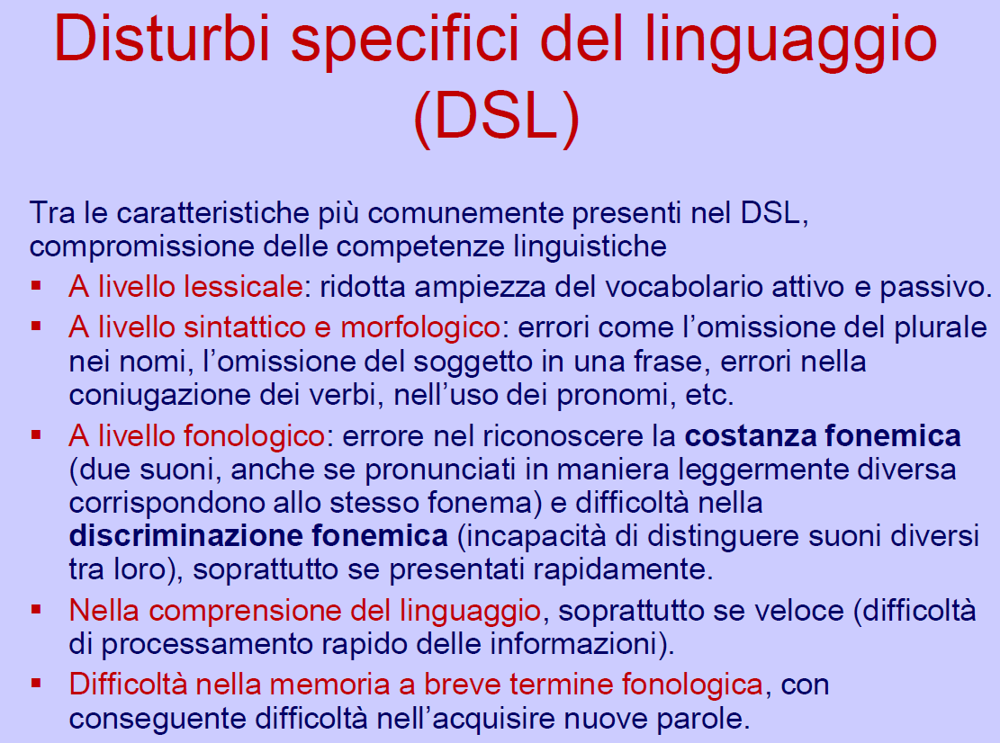 Disturbi specifici del linguaggio
(DSL)
Tra le caratteristiche più comunemente presenti nel DSL,
compromissione delle competenze linguistiche
▪ A livello lessicale: ridotta ampiezza del vocabolario attivo e passivo.
▪ A livello sintattico e morfologico: errori come l’omissione del plurale
nei nomi, l’omissione del soggetto in una frase, errori nella
coniugazione dei verbi, nell’uso dei pronomi, etc.
▪ A livello fonologico: errore nel riconoscere la costanza fonemica
(due suoni, anche se pronunciati in maniera leggermente diversa
corrispondono allo stesso fonema) e difficoltà nella
discriminazione fonemica (incapacità di distinguere suoni diversi
tra loro), soprattutto se presentati rapidamente.
▪ Nella comprensione del linguaggio, soprattutto se veloce (difficoltà
di processamento rapido delle informazioni).
▪ Difficoltà nella memoria a breve termine fonologica, con
conseguente difficoltà nell’acquisire nuove parole.